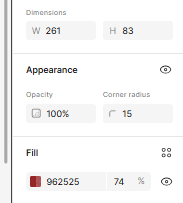 Dimensions
W 261 H 83
Appearance
Opacity Corner radius
100% 15
Fill
962525 74 %